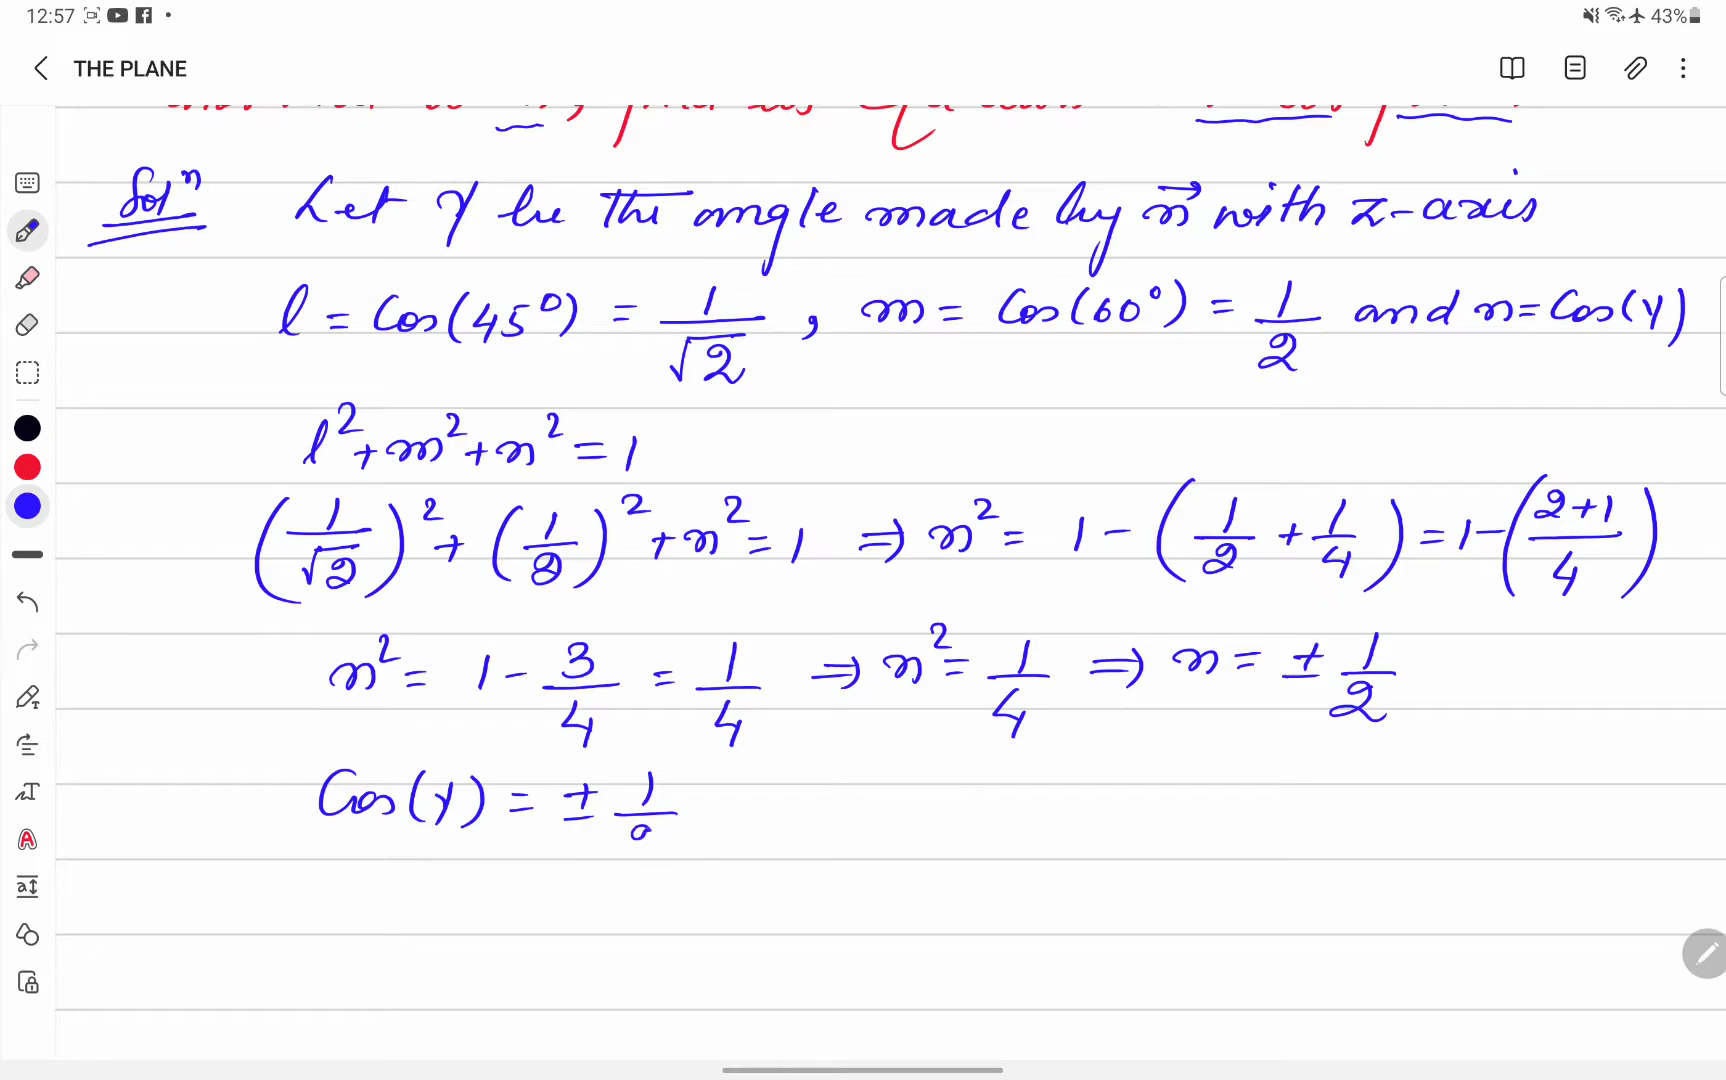 12:57
43%
THE PLANE
Solⁿ Let γ be the angle made by n⃗ with z-axis
l = Cos(45°) = 1/√2 , m = Cos(60°) = 1/2 and n = Cos(γ)
l² + m² + n² = 1
(1/√2)² + (1/2)² + n² = 1 ⇒ n² = 1 - (1/2 + 1/4) = 1 - (2+1/4)
n² = 1 - 3/4 = 1/4 ⇒ n² = 1/4 ⇒ n = ± 1/2
Cos(γ) = ± 1/